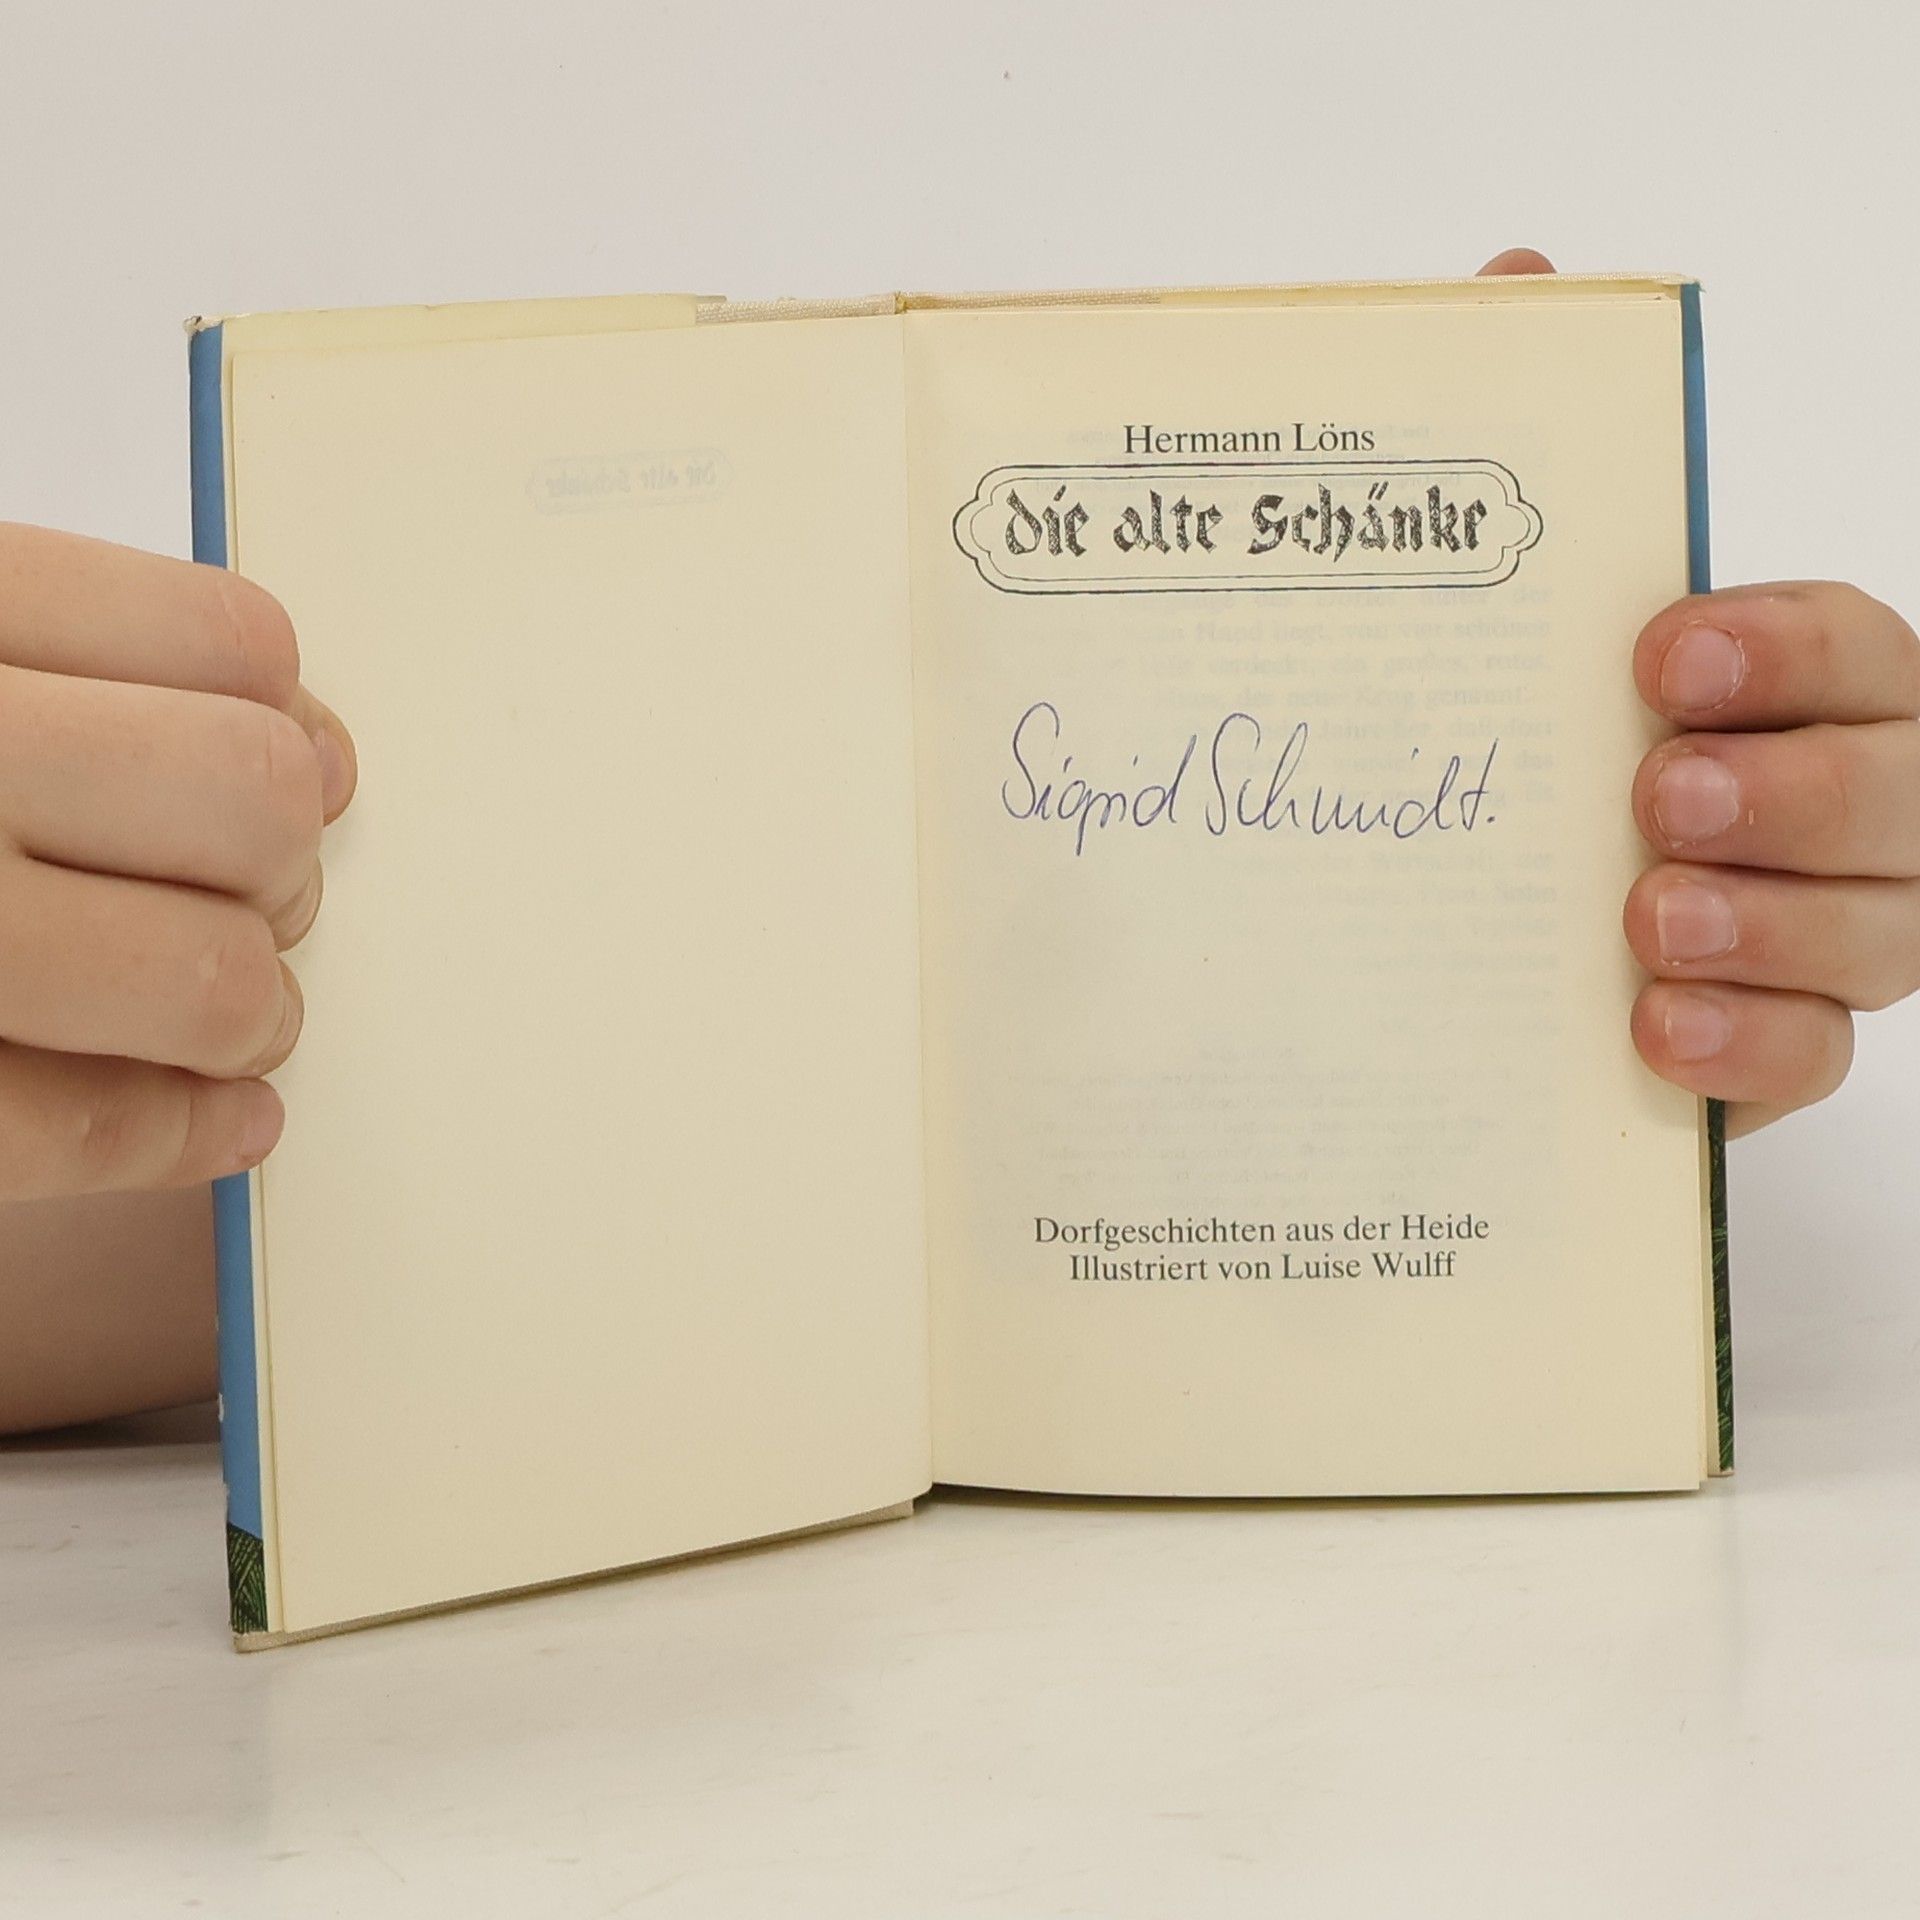 Hermann Löns
die alte Schänke
Sigrid Schmidt.
Dorfgeschichten aus der Heide
Illustriert von Luise Wulff